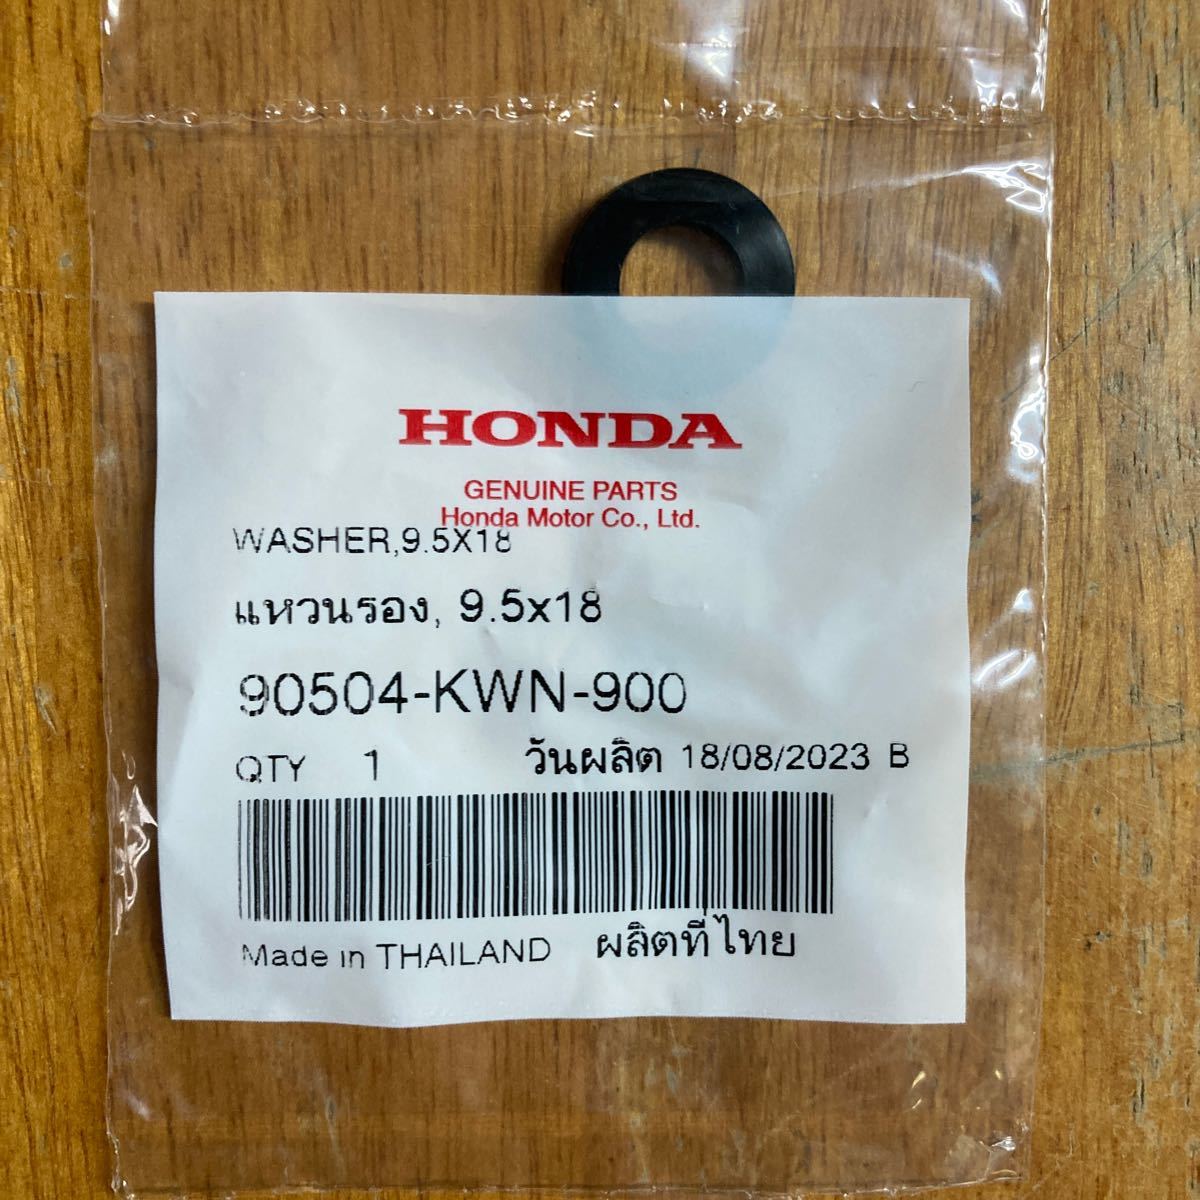 HONDA
GENUINE PARTS
Honda Motor Co., Ltd.
WASHER,9.5X18
แหวนรอง, 9.5x18
90504-KWN-900
QTY 1 วันผลิต 18/08/2023 B
Made in THAILAND ผลิตที่ไทย